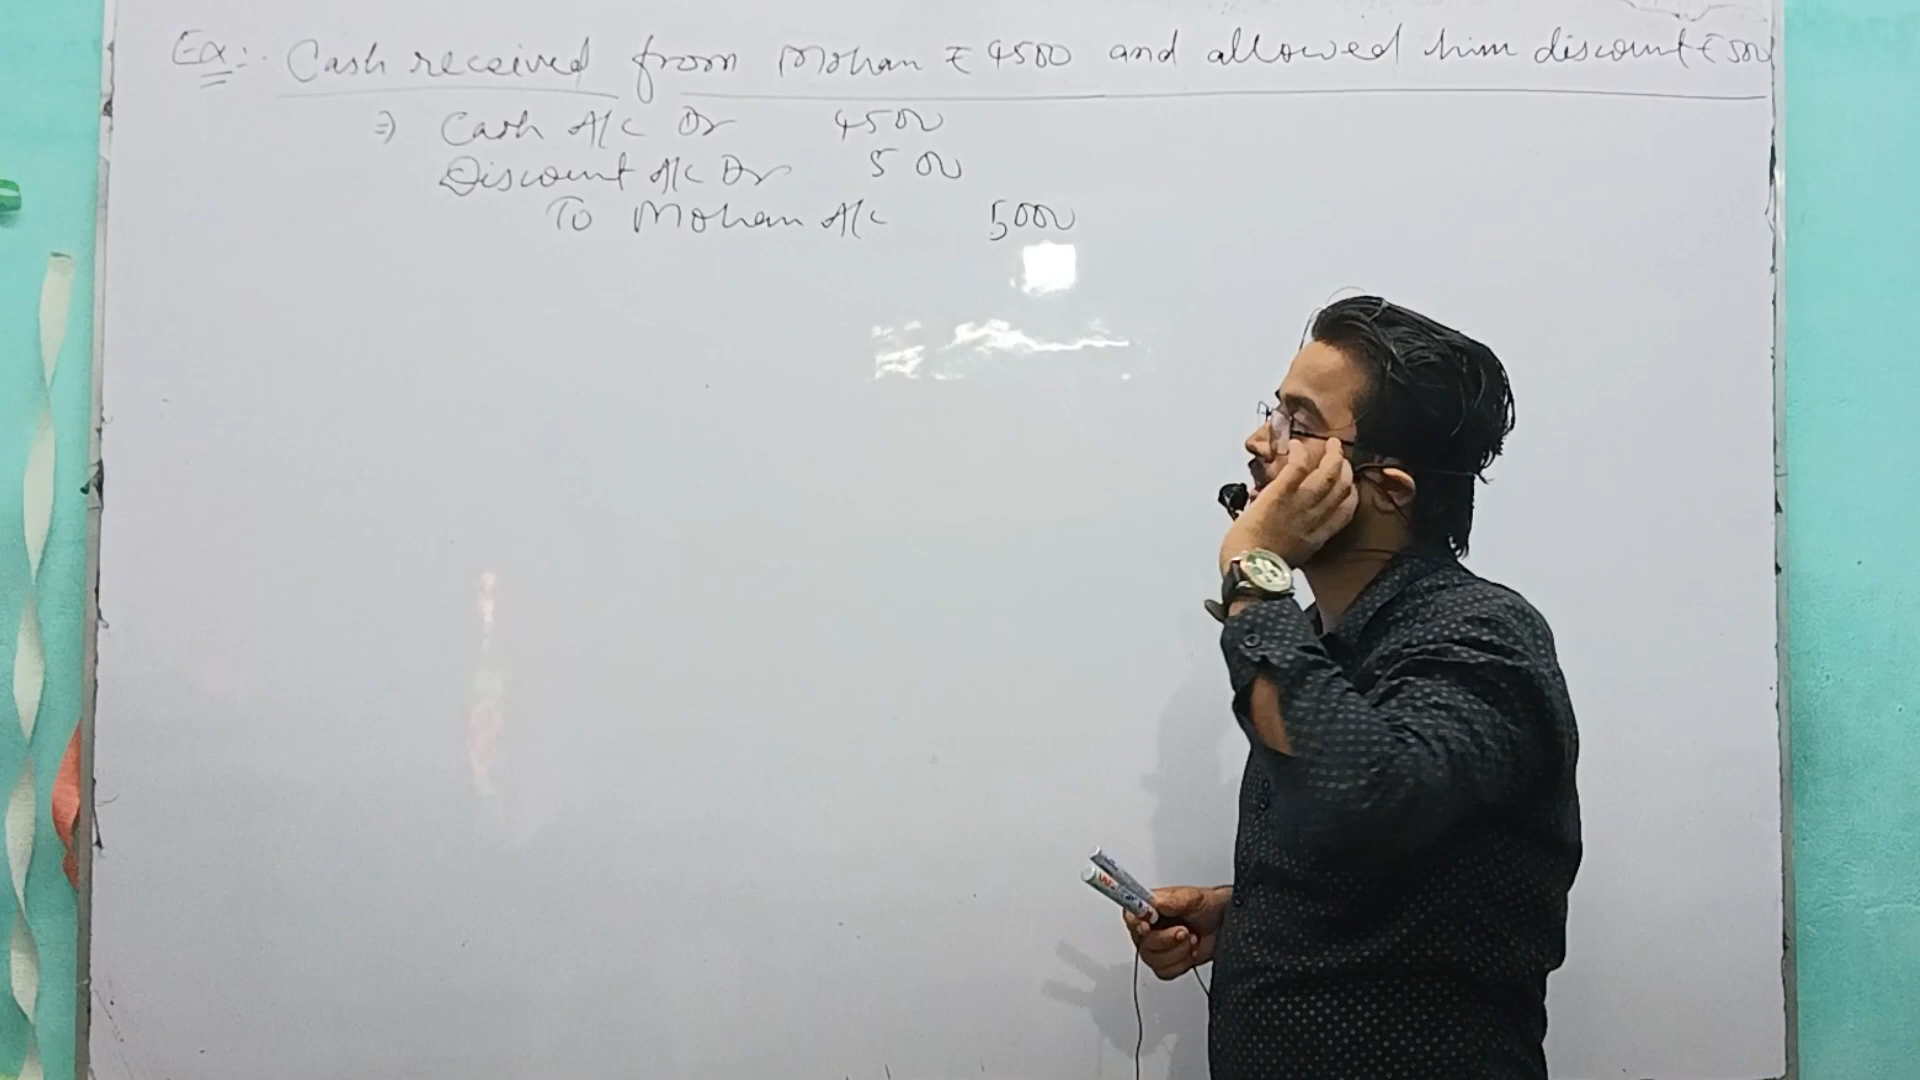 Ex:- Cash received from Mohan ₹ 4500 and allowed him discount ₹ 500
⇒ Cash A/c Dr 4500
Discount A/c Dr 500
To Mohan A/c 5000